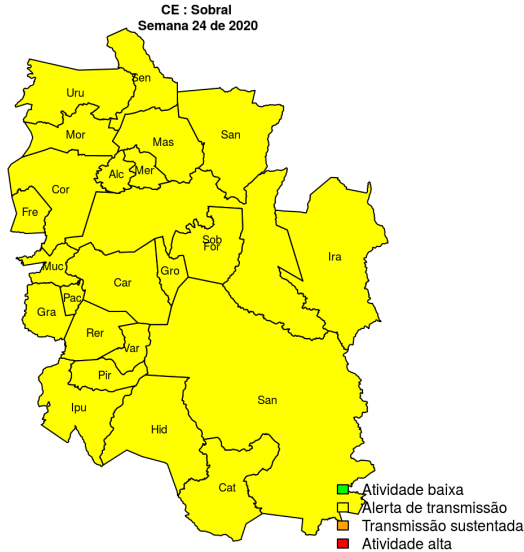 CE : Sobral
Semana 24 de 2020
Sen
Uru
Mor
Mas
San
Alc
Mer
Cor
Fre
Sob
For
Ira
Muc
Gro
Car
Pac
Gra
Rer
Var
Pir
San
Ipu
Hid
Cat
Atividade baixa
Alerta de transmissão
Transmissão sustentada
Atividade alta